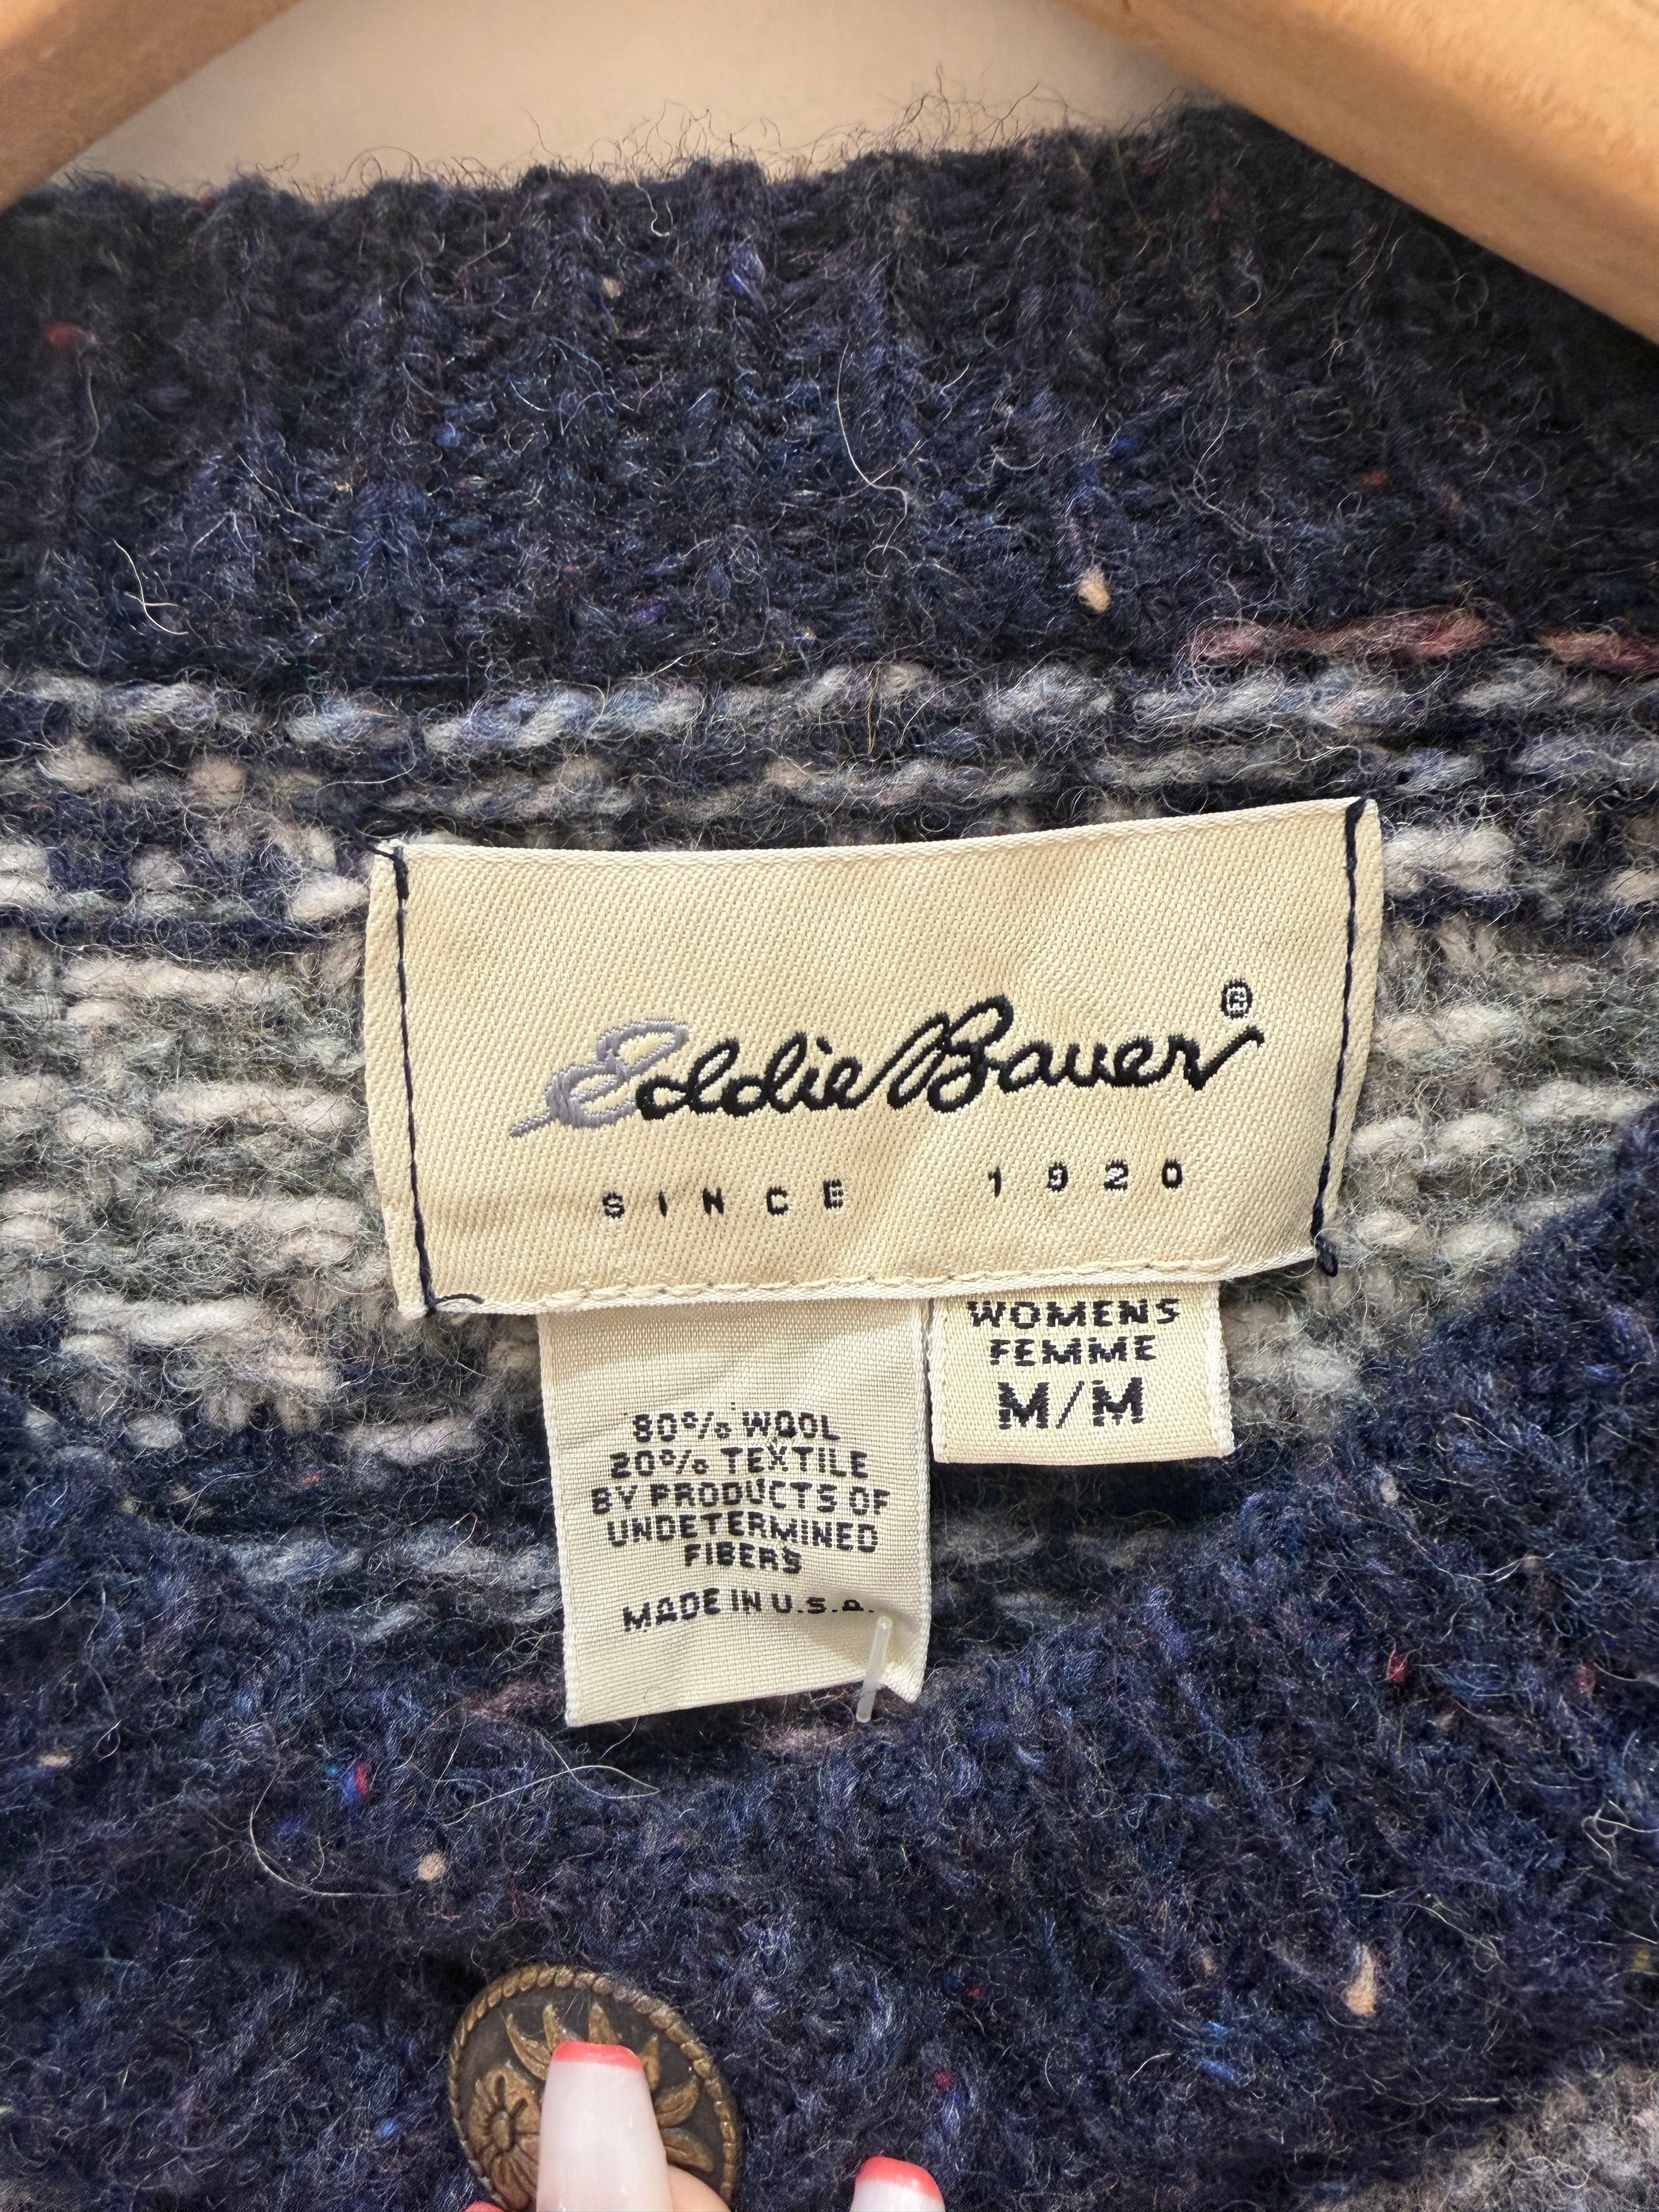 Eddie Bauer®
SINCE 1920
WOMENS
FEMME
M/M
80% WOOL
20% TEXTILE
BY PRODUCTS OF
UNDETERMINED
FIBERS
MADE IN U.S.A.